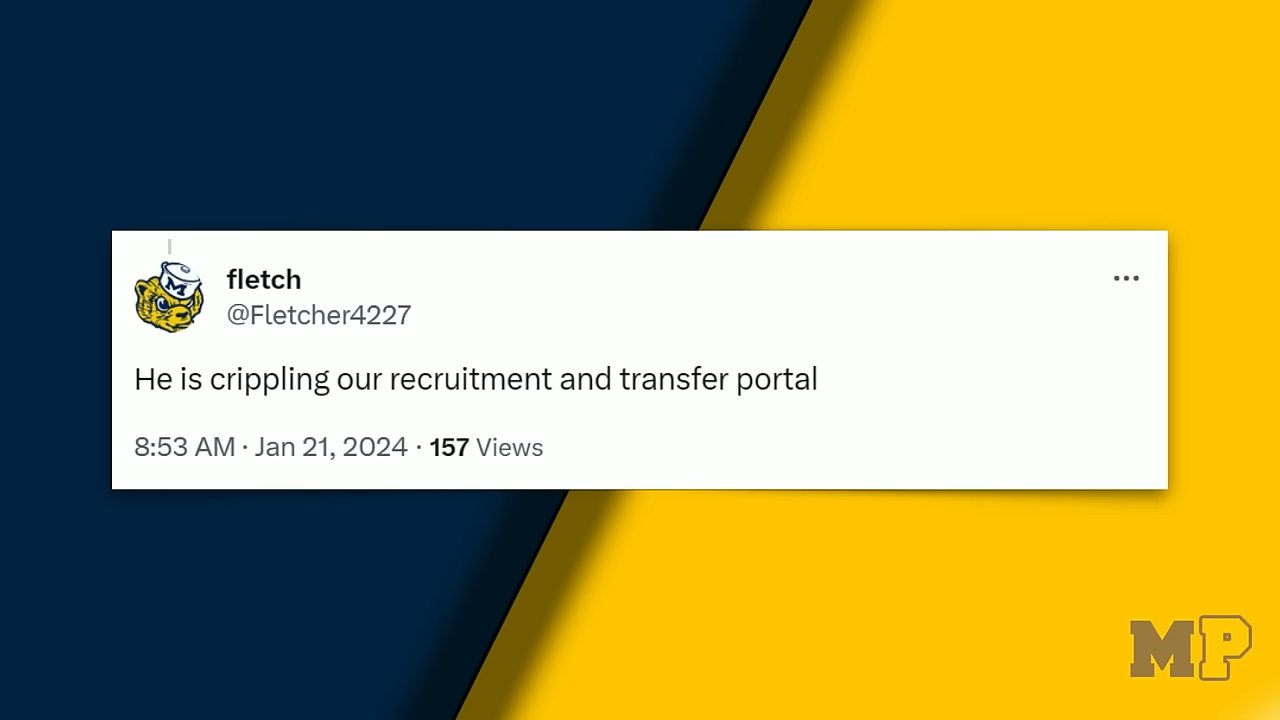 fletch
@Fletcher4227
He is crippling our recruitment and transfer portal
8:53 AM · Jan 21, 2024 · 157 Views
M
MP